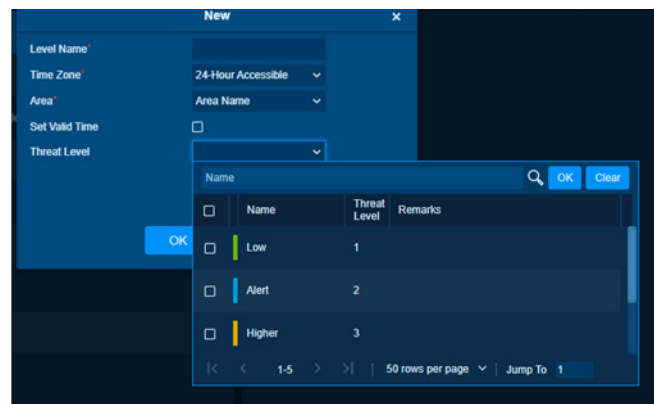 New ×
Level Name*
Time Zone* 24-Hour Accessible
Area* Area Name
Set Valid Time
Threat Level
Name OK Clear
Name Threat Level Remarks
Low 1
Alert 2
Higher 3
OK
|< < 1-5 > >| | 50 rows per page | Jump To 1